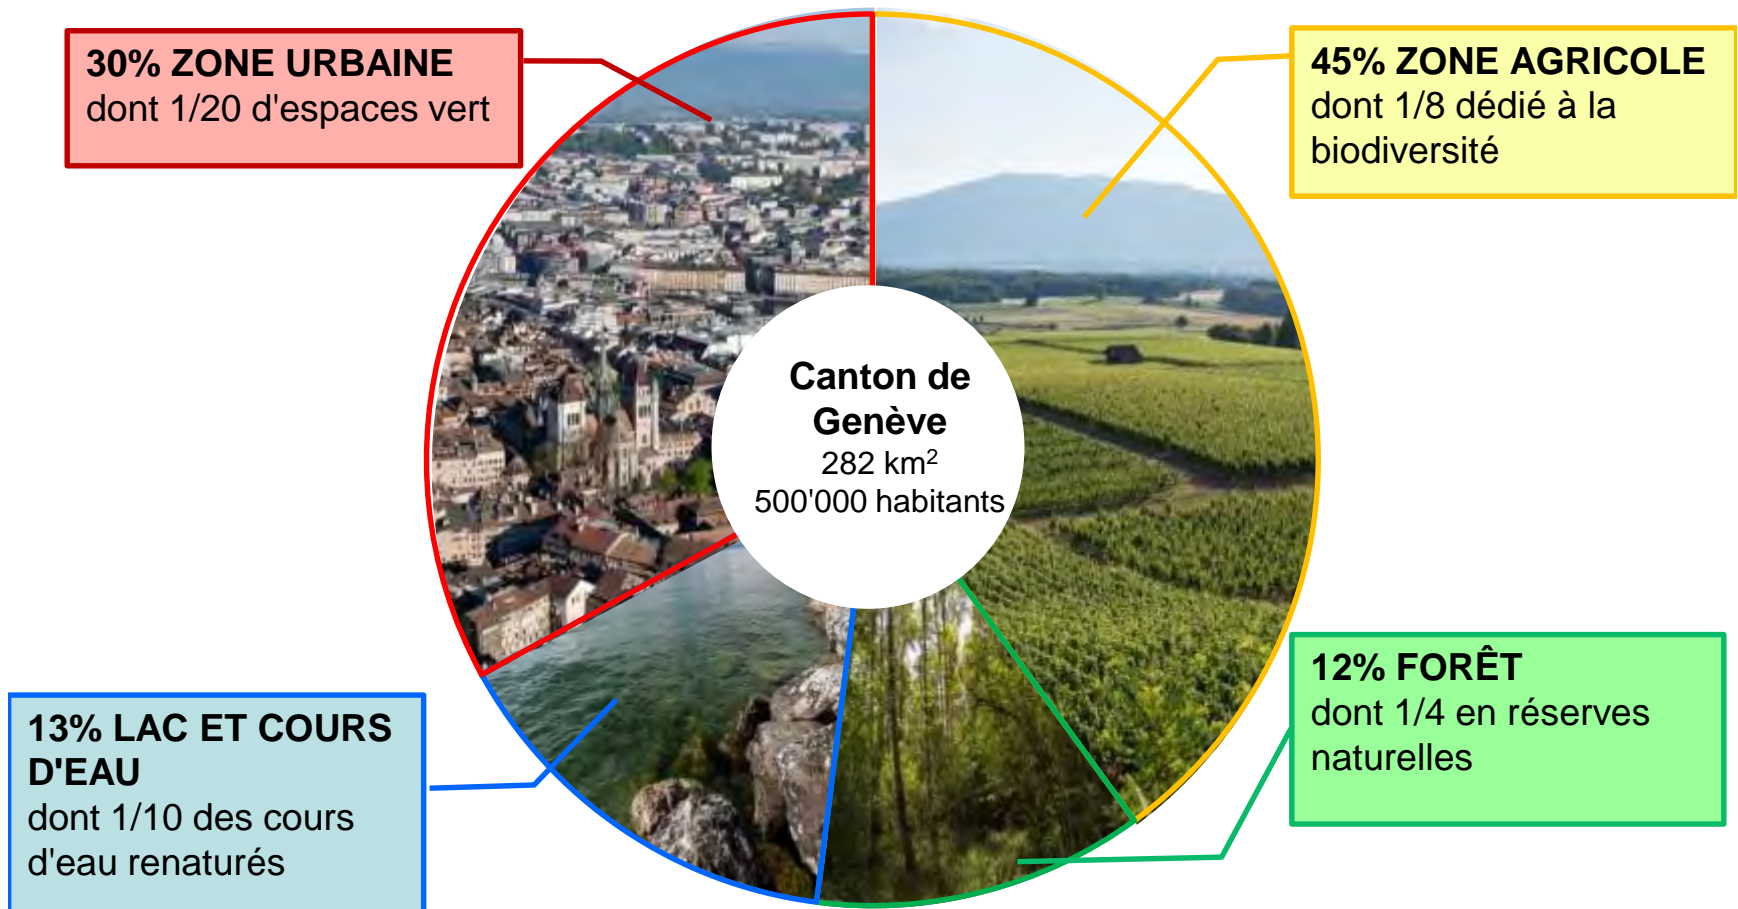 30% ZONE URBAINE
dont 1/20 d'espaces vert
45% ZONE AGRICOLE
dont 1/8 dédié à la
biodiversité
Canton de
Genève
282 km²
500'000 habitants
13% LAC ET COURS
D'EAU
dont 1/10 des cours
d'eau renaturés
12% FORÊT
dont 1/4 en réserves
naturelles